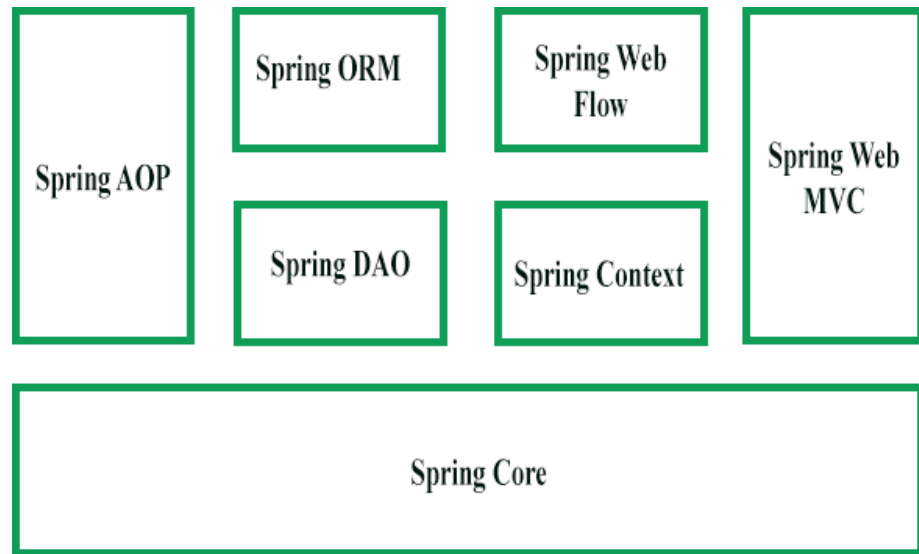 Spring AOP
Spring ORM
Spring Web
Flow
Spring Web
MVC
Spring DAO
Spring Context
Spring Core